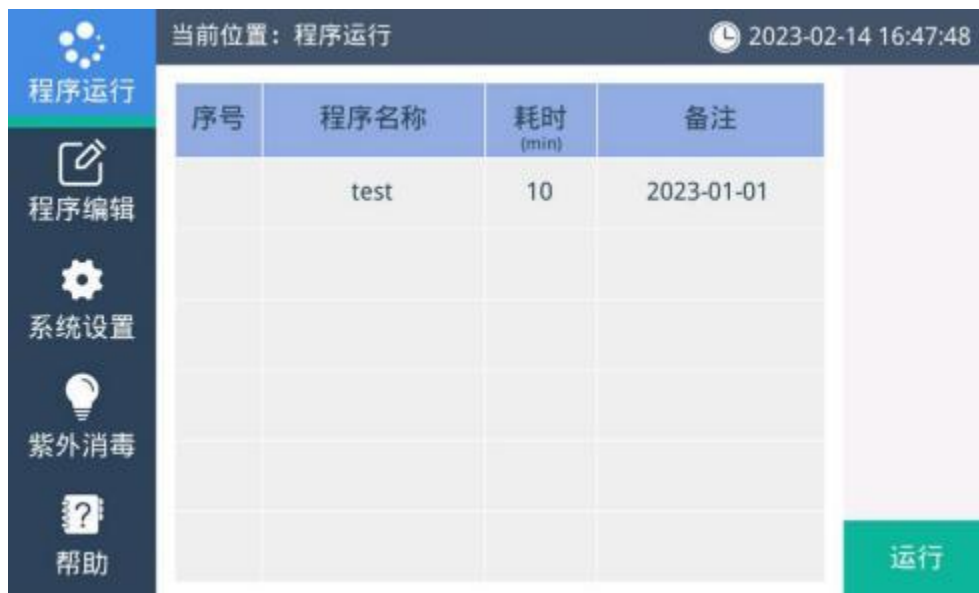 当前位置：程序运行
2023-02-14 16:47:48
程序运行
程序编辑
系统设置
紫外消毒
?
帮助
序号 程序名称 耗时 (min) 备注
test 10 2023-01-01
运行